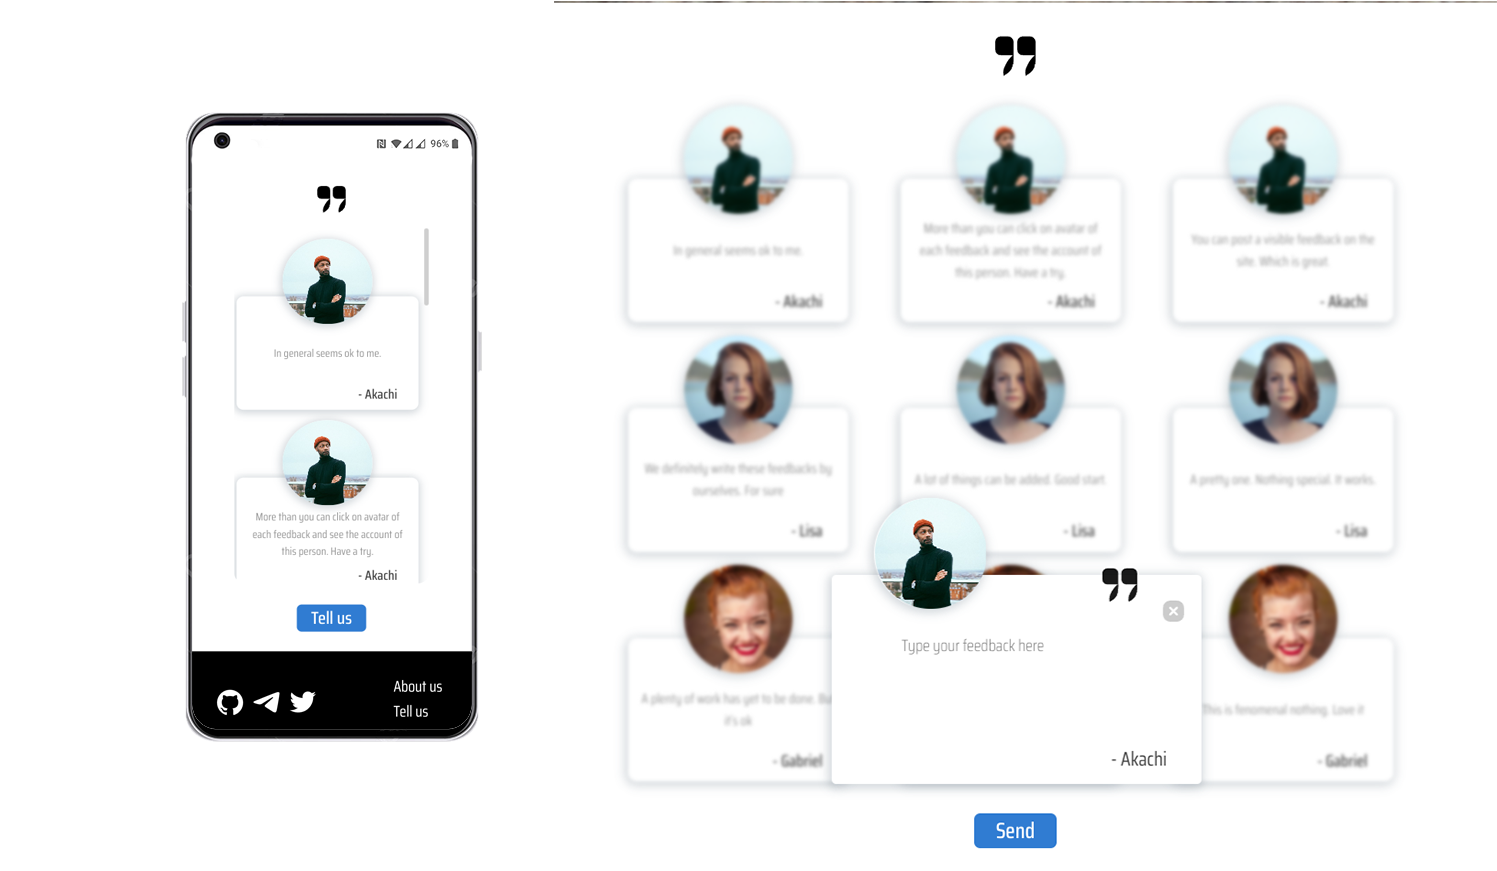 96%
❜❜
In general seems ok to me.
- Akachi
More than you can click on avatar of
each feedback and see the account of
this person. Have a try.
- Akachi
Tell us
About us
Tell us
❜❜
In general seems ok to me.
- Akachi
More than you can click on avatar of
each feedback and see the account of
this person. Have a try.
- Akachi
You can post a visible feedback on the
site. Which is great.
- Akachi
We definitely write these feedbacks by
ourselves. For sure
- Lisa
A lot of things can be added. Good start.
- Lisa
A pretty one. Nothing special. It works.
- Lisa
A plenty of work has yet to be done. Bu
it's ok
- Gabriel
❜❜
Type your feedback here
- Akachi
This is fenomenal nothing. Love it
- Gabriel
Send